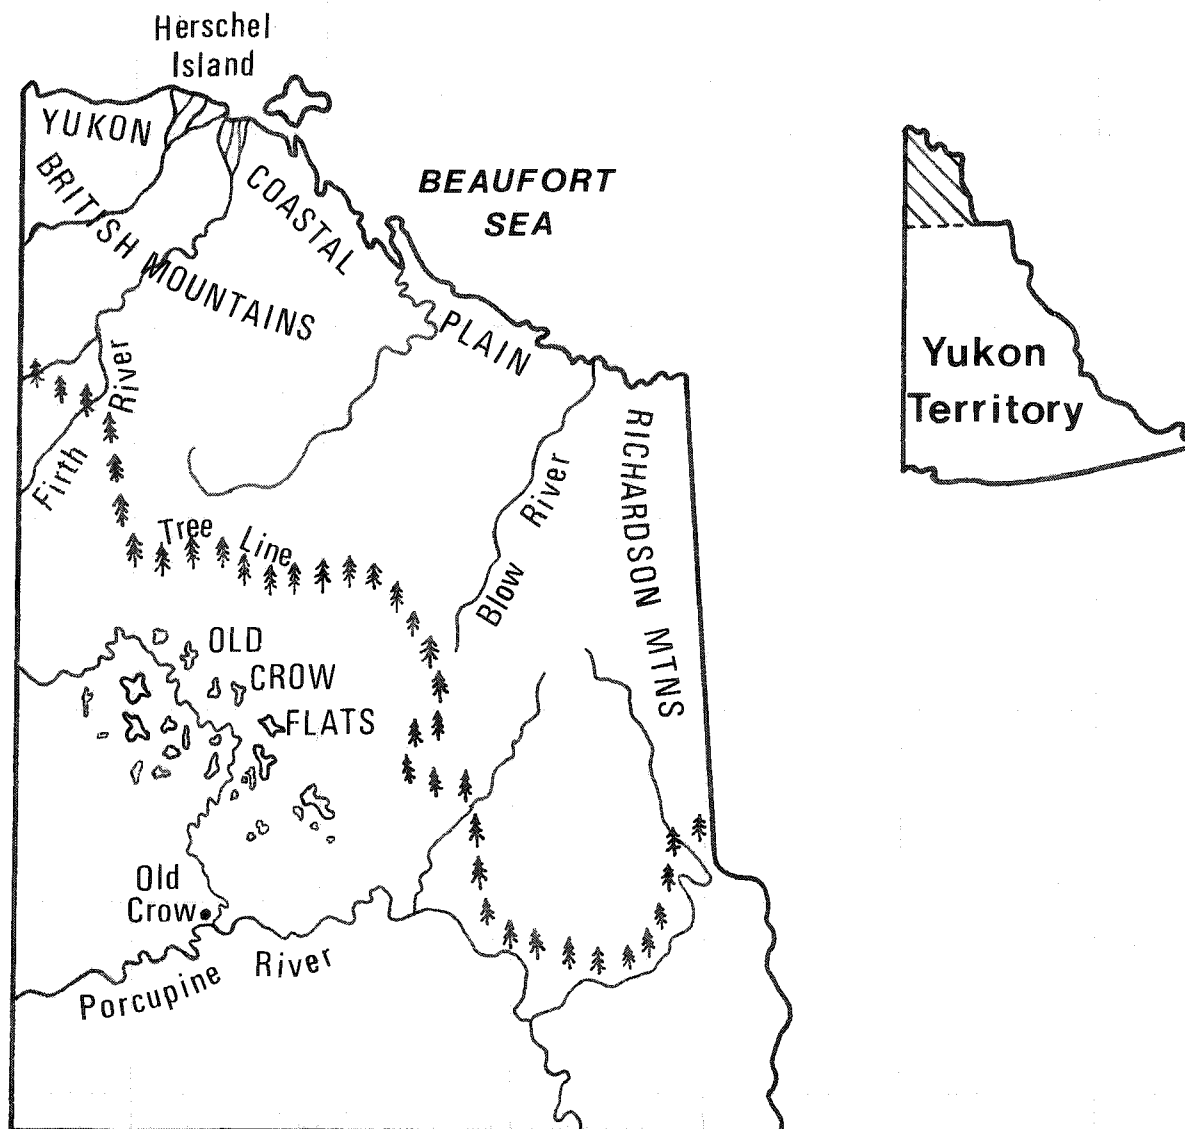 Herschel
Island
YUKON
COASTAL
PLAIN
BRITISH MOUNTAINS
BEAUFORT
SEA
Yukon
Territory
Firth River
Tree Line
Blow River
RICHARDSON MTNS
OLD
CROW
FLATS
Old
Crow
Porcupine River